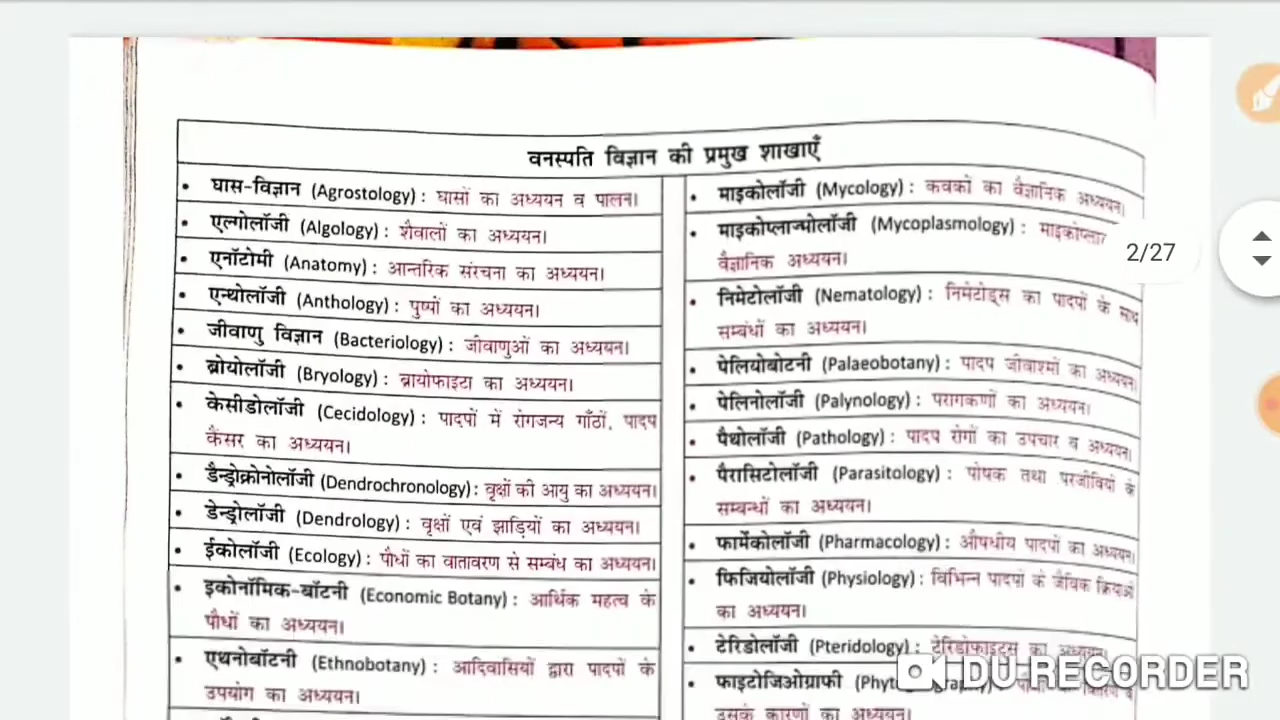 वनस्पति विज्ञान की प्रमुख शाखाएँ
• घास-विज्ञान (Agrostology) : घासों का अध्ययन व पालन।
• एल्गोलॉजी (Algology) : शैवालों का अध्ययन।
• एनॉटोमी (Anatomy) : आन्तरिक संरचना का अध्ययन।
• एन्थोलॉजी (Anthology) : पुष्पों का अध्ययन।
• जीवाणु विज्ञान (Bacteriology) : जीवाणुओं का अध्ययन।
• ब्रोयोलॉजी (Bryology) : ब्रायोफाइटा का अध्ययन।
• केसीडोलॉजी (Cecidology) : पादपों में रोगजन्य गाँठों, पादप
कैंसर का अध्ययन।
• डैन्ड्रोक्रोनोलॉजी (Dendrochronology) : वृक्षों की आयु का अध्ययन।
• डेन्ड्रोलॉजी (Dendrology) : वृक्षों एवं झाड़ियों का अध्ययन।
• ईकोलॉजी (Ecology) : पौधों का वातावरण से सम्बंध का अध्ययन।
• इकोनॉमिक-बॉटनी (Economic Botany) : आर्थिक महत्व के
पौधों का अध्ययन।
• एथनोबॉटनी (Ethnobotany) : आदिवासियों द्वारा पादपों के
उपयोग का अध्ययन।
• माइकोलॉजी (Mycology) : कवकों का वैज्ञानिक अध्ययन।
• माइकोप्लाज्मोलॉजी (Mycoplasmology) :
वैज्ञानिक अध्ययन।
• निमेटोलॉजी (Nematology) : निमेटोड्स का पादपों के साथ
सम्बंधों का अध्ययन।
• पेलियोबोटनी (Palaeobotany) : पादप जीवाश्मों का अध्ययन।
• पेलिनोलॉजी (Palynology) : परागकणों का अध्ययन।
• पैथोलॉजी (Pathology) : पादप रोगों का उपचार व अध्ययन।
• पैरासिटोलॉजी (Parasitology) : पोषक तथा परजीवियों के
सम्बन्धों का अध्ययन।
• फार्मेकोलॉजी (Pharmacology) : औषधीय पादपों का अध्ययन।
• फिजियोलॉजी (Physiology) : विभिन्न पादपों के जैविक क्रियाओं
का अध्ययन।
• टेरिडोलॉजी (Pteridology) : टेरिडोफाइट्स का अध्ययन।
• फाइटोजिओग्राफी
उसके कारणों का अध्ययन।
2/27
DU-RECORDER